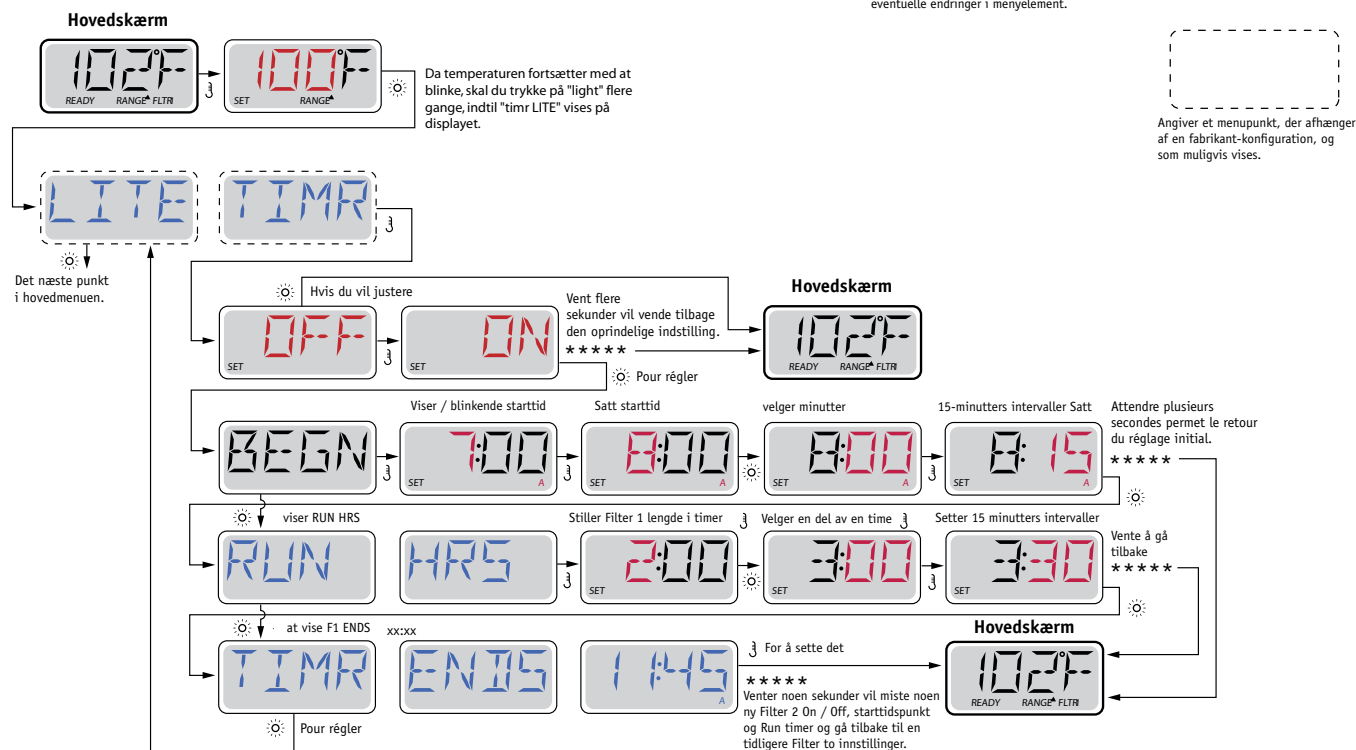 eventuelle endringer i menyelement.
Hovedskærm
102°F
READY RANGE FLTR1
100°F
SET RANGE
Da temperaturen fortsætter med at
blinke, skal du trykke på "light" flere
gange, indtil "timr LITE" vises på
displayet.
Angiver et menupunkt, der afhænger
af en fabrikant-konfiguration, og
som muligvis vises.
LITE
TIMR
Det næste punkt
i hovedmenuen.
Hvis du vil justere
OFF
SET
ON
SET
Vent flere
sekunder vil vende tilbage
den oprindelige indstilling.
*****
Hovedskærm
102°F
READY RANGE FLTR1
Pour régler
BEGN
Viser / blinkende starttid
7:00
SET A
Satt starttid
8:00
SET A
velger minutter
8:00
SET A
15-minutters intervaller Satt
8:15
SET A
Attendre plusieurs
secondes permet le retour
du réglage initial.
*****
viser RUN HRS
RUN
HRS
Stiller Filter 1 lengde i timer
2:00
SET
Velger en del av en time
3:00
SET
Setter 15 minutters intervaller
3:30
SET
Vente å gå
tilbake
*****
at vise F1 ENDS xx:xx
TIMR
ENDS
11:45
A
For å sette det
*****
Venter noen sekunder vil miste noen
ny Filter 2 On / Off, starttidspunkt
og Run timer og gå tilbake til en
tidligere Filter to innstillinger.
Hovedskærm
102°F
READY RANGE FLTR1
Pour régler